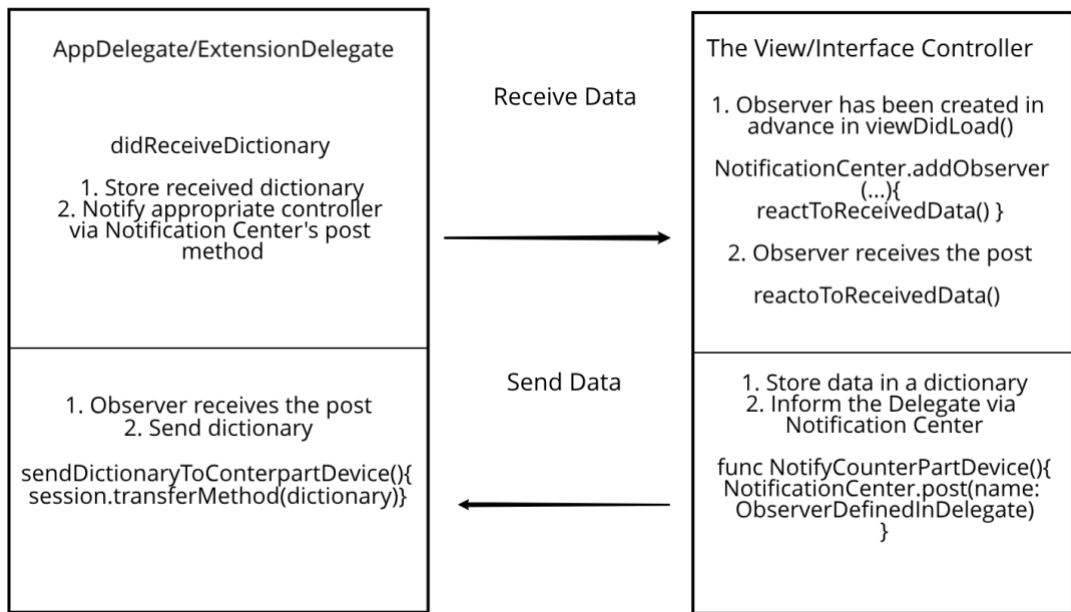 AppDelegate/ExtensionDelegate
didReceiveDictionary
1. Store received dictionary
2. Notify appropriate controller
via Notification Center's post
method
Receive Data
The View/Interface Controller
1. Observer has been created in
advance in viewDidLoad()
NotificationCenter.addObserver
(...){
reactToReceivedData() }
2. Observer receives the post
reactoToReceivedData()
1. Observer receives the post
2. Send dictionary
sendDictionaryToConterpartDevice(){
session.transferMethod(dictionary)}
Send Data
1. Store data in a dictionary
2. Inform the Delegate via
Notification Center
func NotifyCounterPartDevice(){
NotificationCenter.post(name:
ObserverDefinedInDelegate)
}